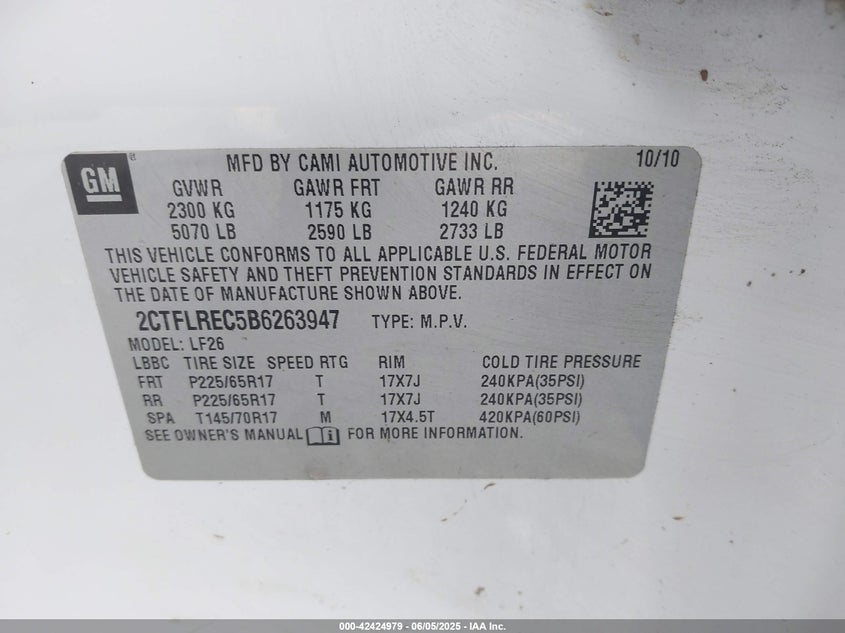 GM
MFD BY CAMI AUTOMOTIVE INC. 10/10
GVWR GAWR FRT GAWR RR
2300 KG 1175 KG 1240 KG
5070 LB 2590 LB 2733 LB
THIS VEHICLE CONFORMS TO ALL APPLICABLE U.S. FEDERAL MOTOR
VEHICLE SAFETY AND THEFT PREVENTION STANDARDS IN EFFECT ON
THE DATE OF MANUFACTURE SHOWN ABOVE.
2CTFLREC5B6263947 TYPE: M.P.V.
MODEL: LF26
LBBC TIRE SIZE SPEED RTG RIM COLD TIRE PRESSURE
FRT P225/65R17 T 17X7J 240KPA(35PSI)
RR P225/65R17 T 17X7J 240KPA(35PSI)
SPA T145/70R17 M 17X4.5T 420KPA(60PSI)
SEE OWNER'S MANUAL FOR MORE INFORMATION.
000-42424979 - 06/05/2025 - IAA Inc.